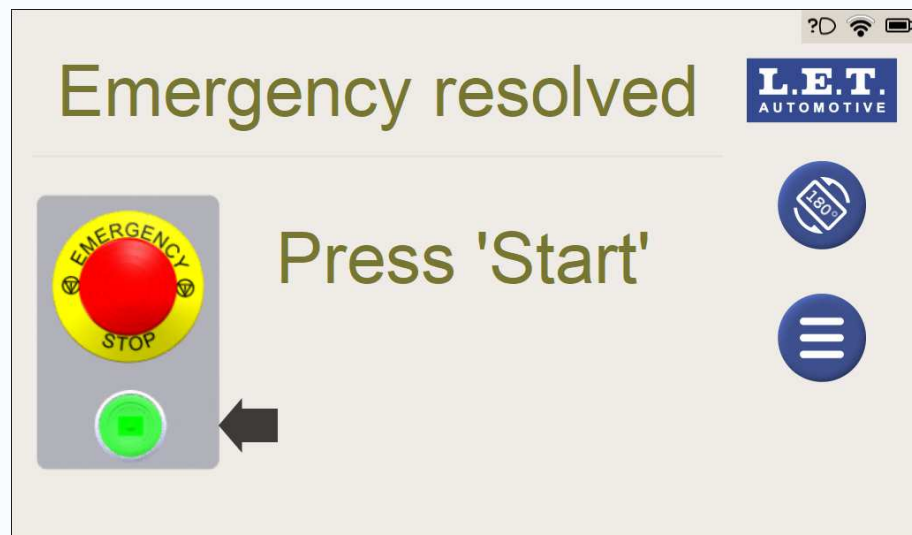 ?
Emergency resolved
L.E.T.
AUTOMOTIVE
180°
EMERGENCY
STOP
Press 'Start'